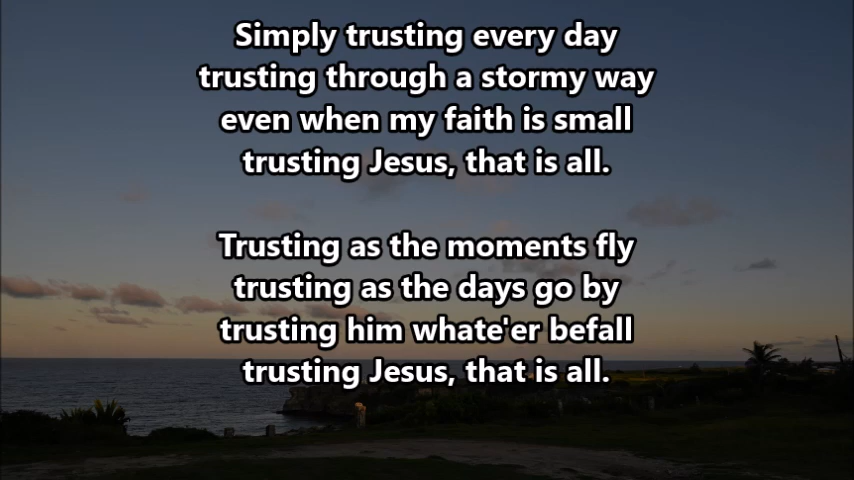 Simply trusting every day
trusting through a stormy way
even when my faith is small
trusting Jesus, that is all.
Trusting as the moments fly
trusting as the days go by
trusting him whate'er befall
trusting Jesus, that is all.